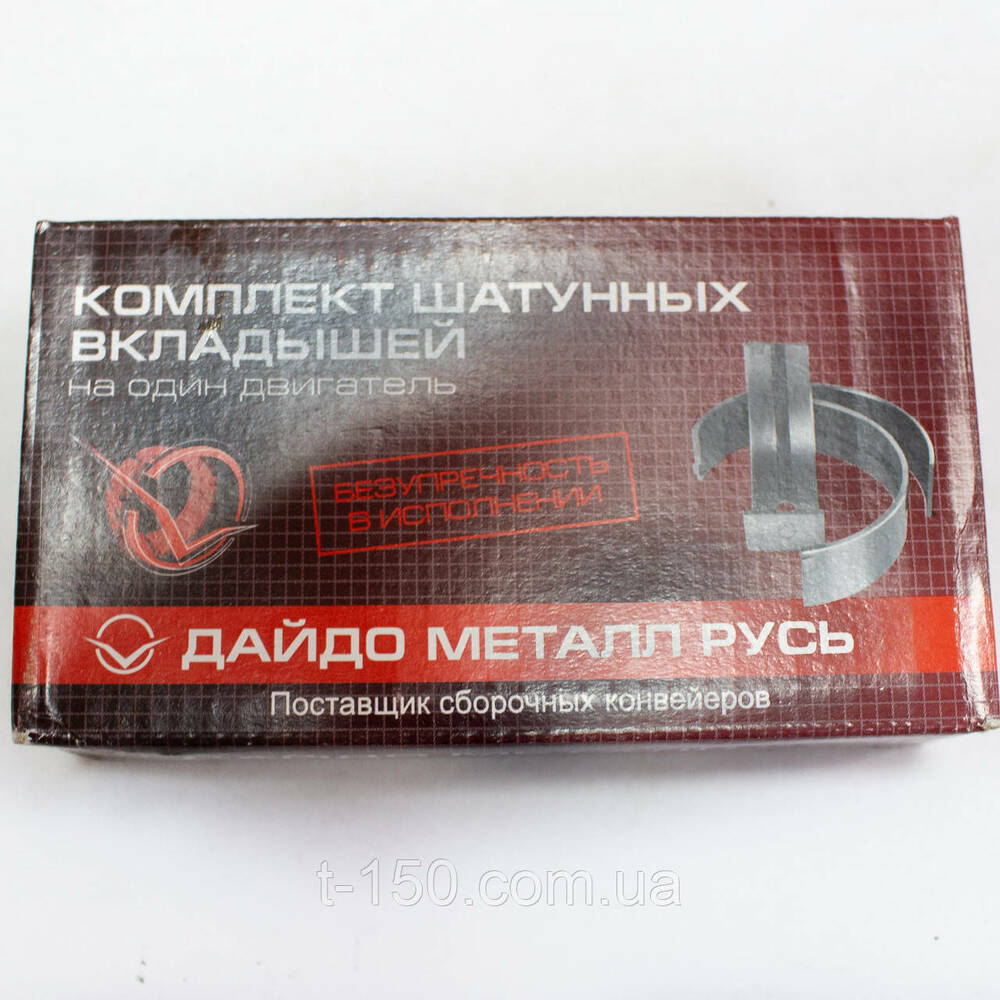 КОМПЛЕКТ ШАТУННЫХ
ВКЛАДЫШЕЙ
на один двигатель
БЕЗУПРЕЧНОСТЬ
В ИСПОЛНЕНИИ
ДАЙДО МЕТАЛЛ РУСЬ
Поставщик сборочных конвейеров
t-150.com.ua